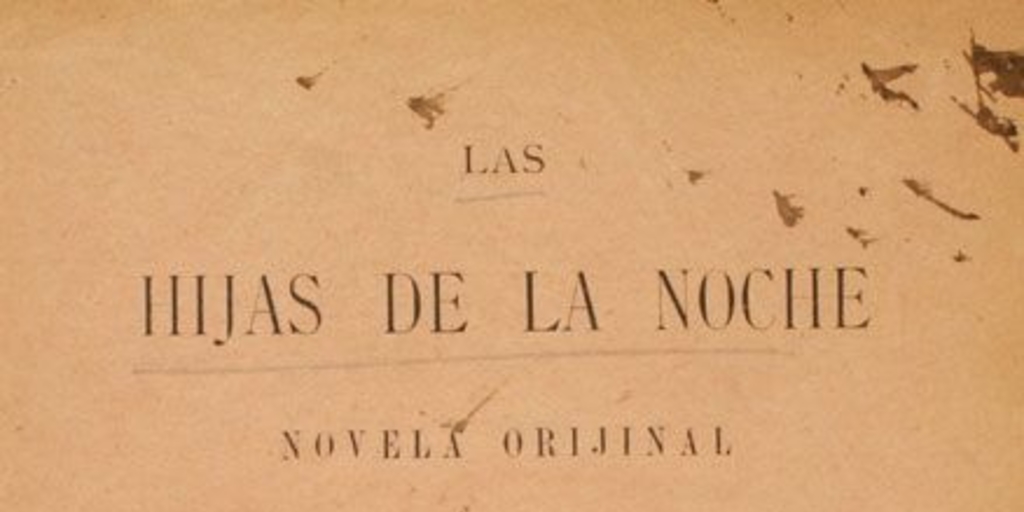 LAS
HIJAS DE LA NOCHE
NOVELA ORIJINAL